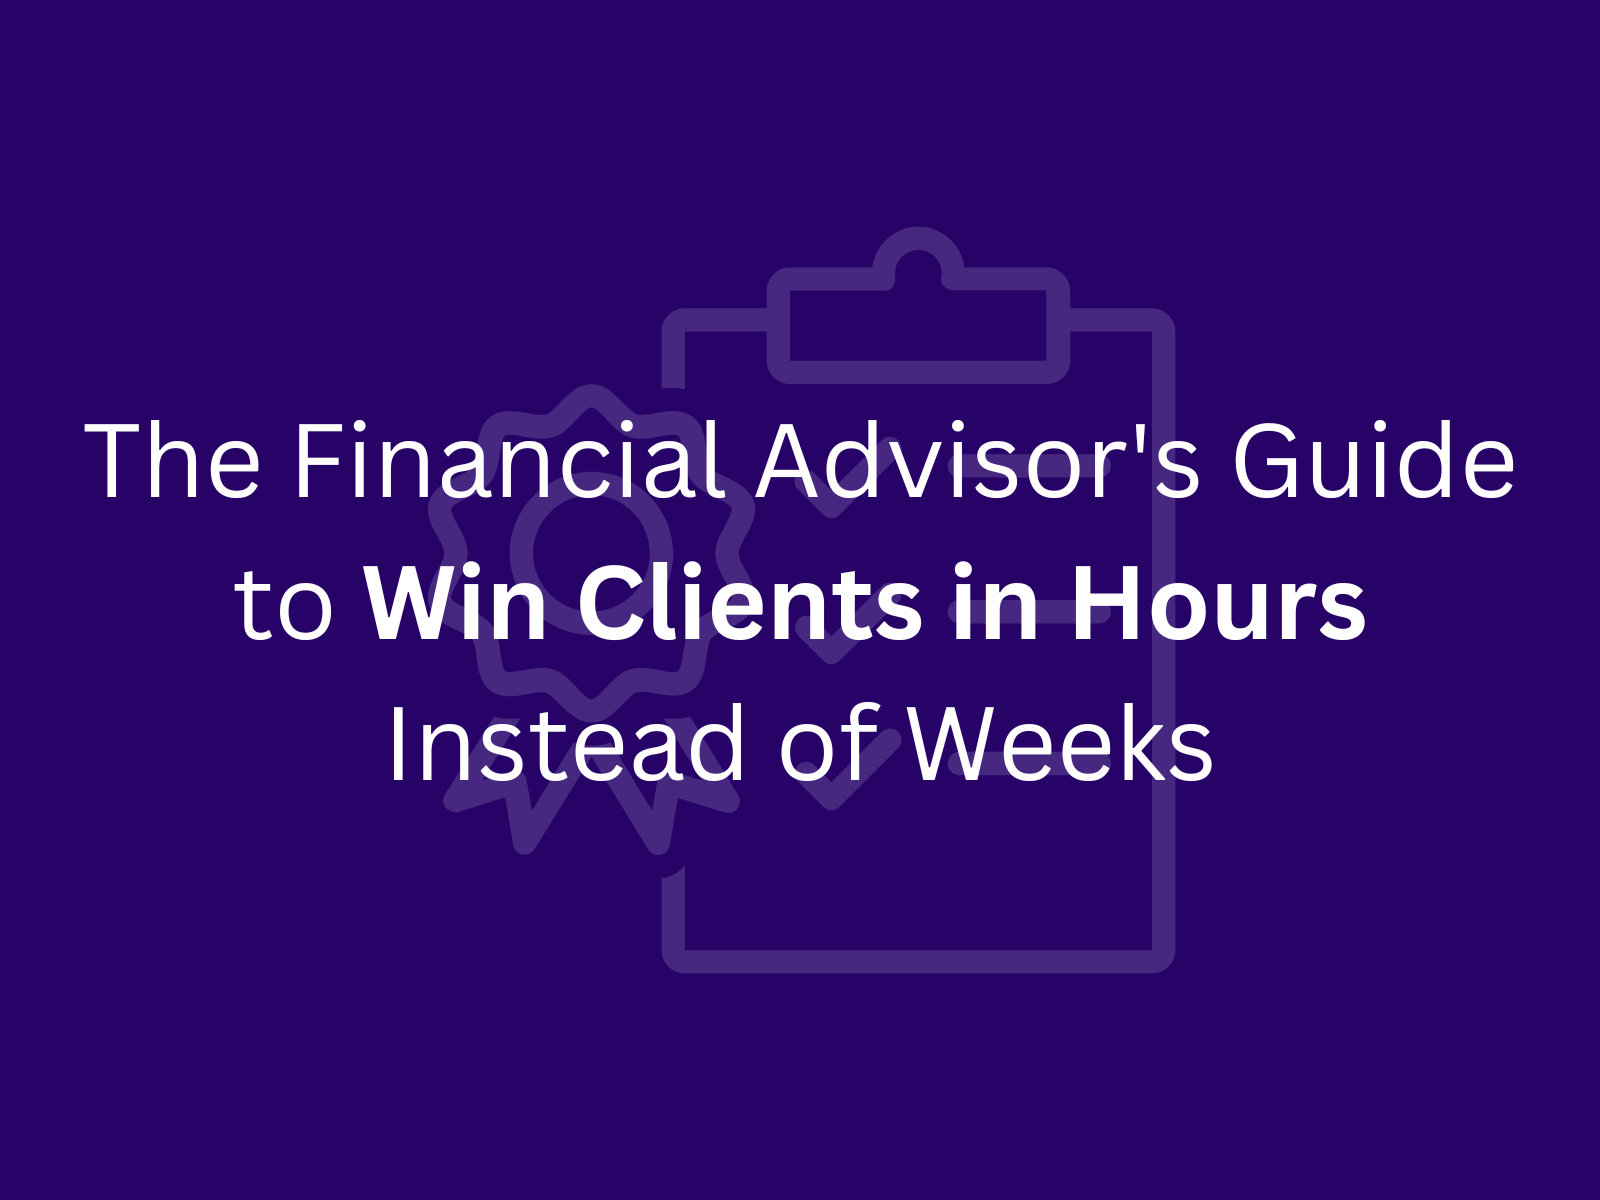 The Financial Advisor's Guide
to Win Clients in Hours
Instead of Weeks